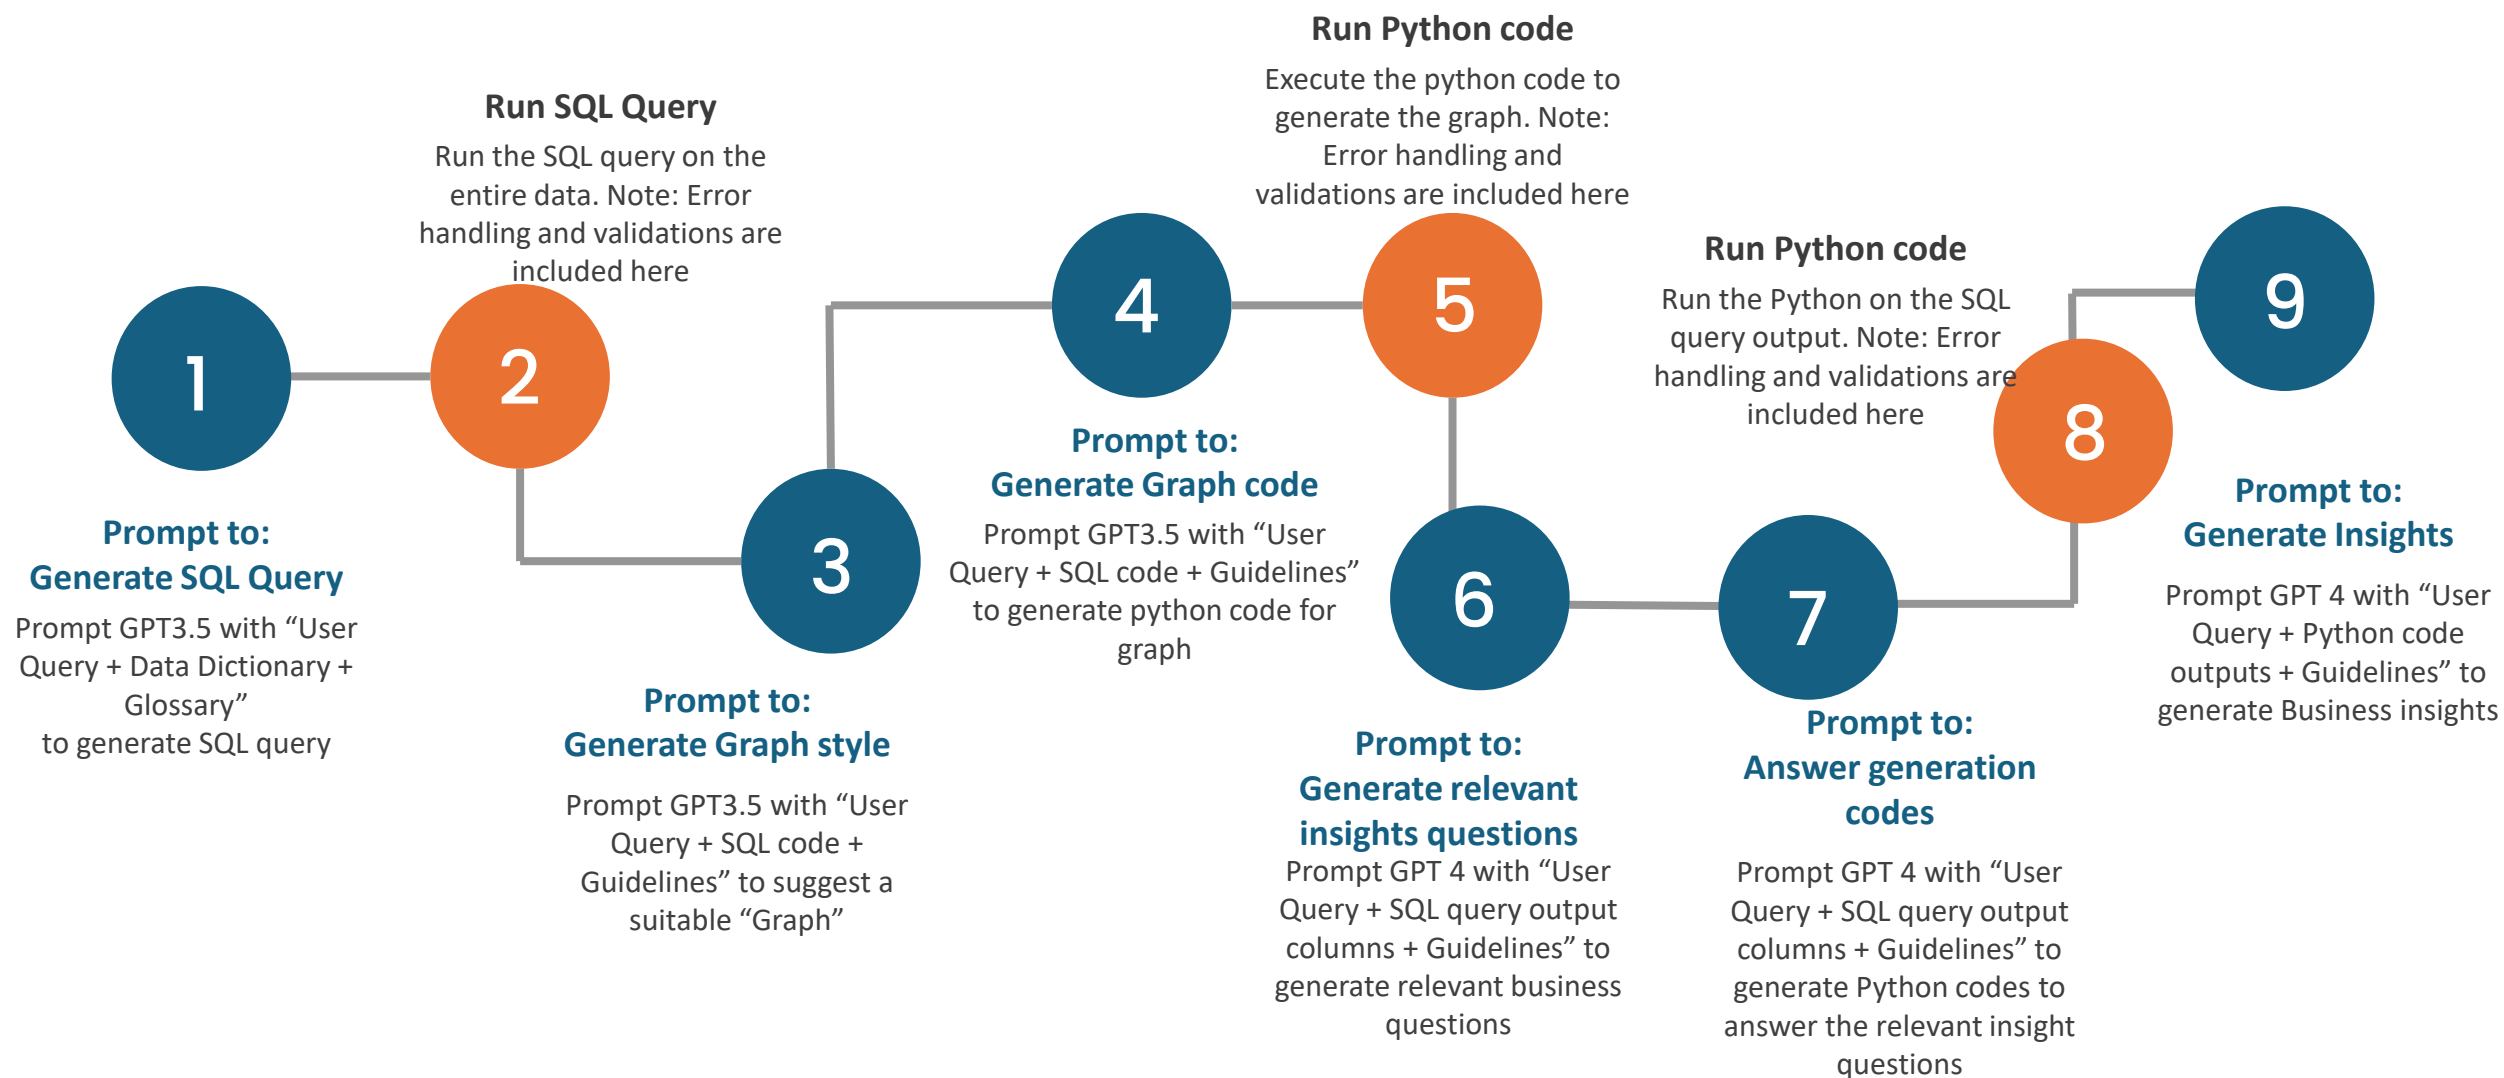 1
Prompt to:
Generate SQL Query
Prompt GPT3.5 with “User
Query + Data Dictionary +
Glossary”
to generate SQL query
Run SQL Query
Run the SQL query on the
entire data. Note: Error
handling and validations are
included here
2
3
Prompt to:
Generate Graph style
Prompt GPT3.5 with “User
Query + SQL code +
Guidelines” to suggest a
suitable “Graph”
4
Prompt to:
Generate Graph code
Prompt GPT3.5 with “User
Query + SQL code + Guidelines”
to generate python code for
graph
Run Python code
Execute the python code to
generate the graph. Note:
Error handling and
validations are included here
5
6
Prompt to:
Generate relevant
insights questions
Prompt GPT 4 with “User
Query + SQL query output
columns + Guidelines” to
generate relevant business
questions
7
Prompt to:
Answer generation
codes
Prompt GPT 4 with “User
Query + SQL query output
columns + Guidelines” to
generate Python codes to
answer the relevant insight
questions
Run Python code
Run the Python on the SQL
query output. Note: Error
handling and validations are
included here
8
9
Prompt to:
Generate Insights
Prompt GPT 4 with “User
Query + Python code
outputs + Guidelines” to
generate Business insights